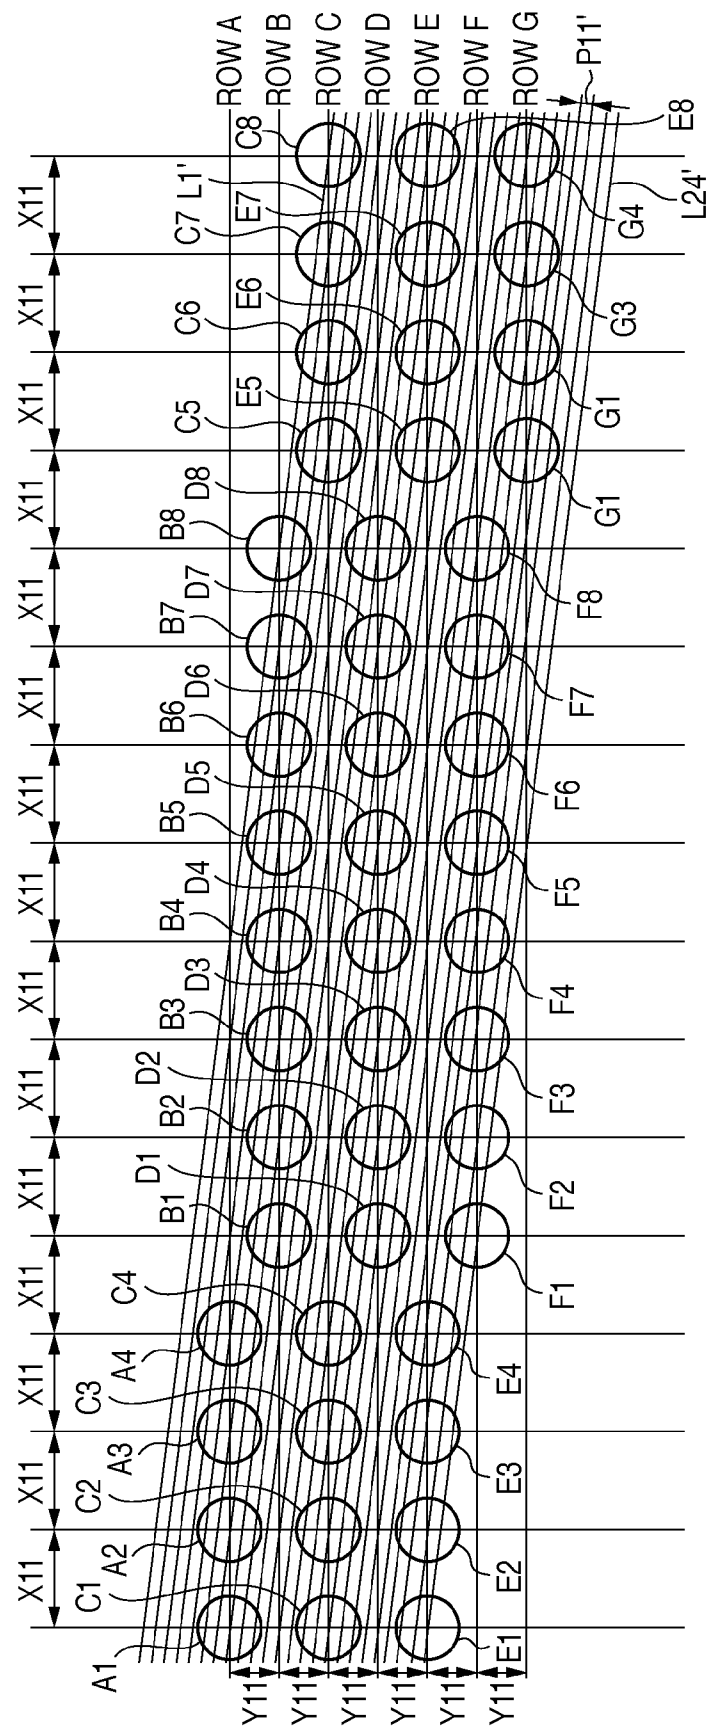 X11 X11 X11 X11 X11 X11 X11 X11 X11 X11 X11 X11 X11 X11 X11
C1 C2 C3 C4 D1 D2
A1 A2 A3 A4 B1 B2 B3 B4 B5 B6 B7 B8 C5 C6 C7 C8
D3 D4 D5 D6 D7 D8 E5 E6 E7 L1'
ROW A
Y11
ROW B
Y11
ROW C
Y11
ROW D
Y11
ROW E
Y11
ROW F
Y11
ROW G
E1 E2 E3 E4 F1 F2 F3 F4 F5 F6 F7 F8 G1 G1 G3 G4 E8
P11'
L24'